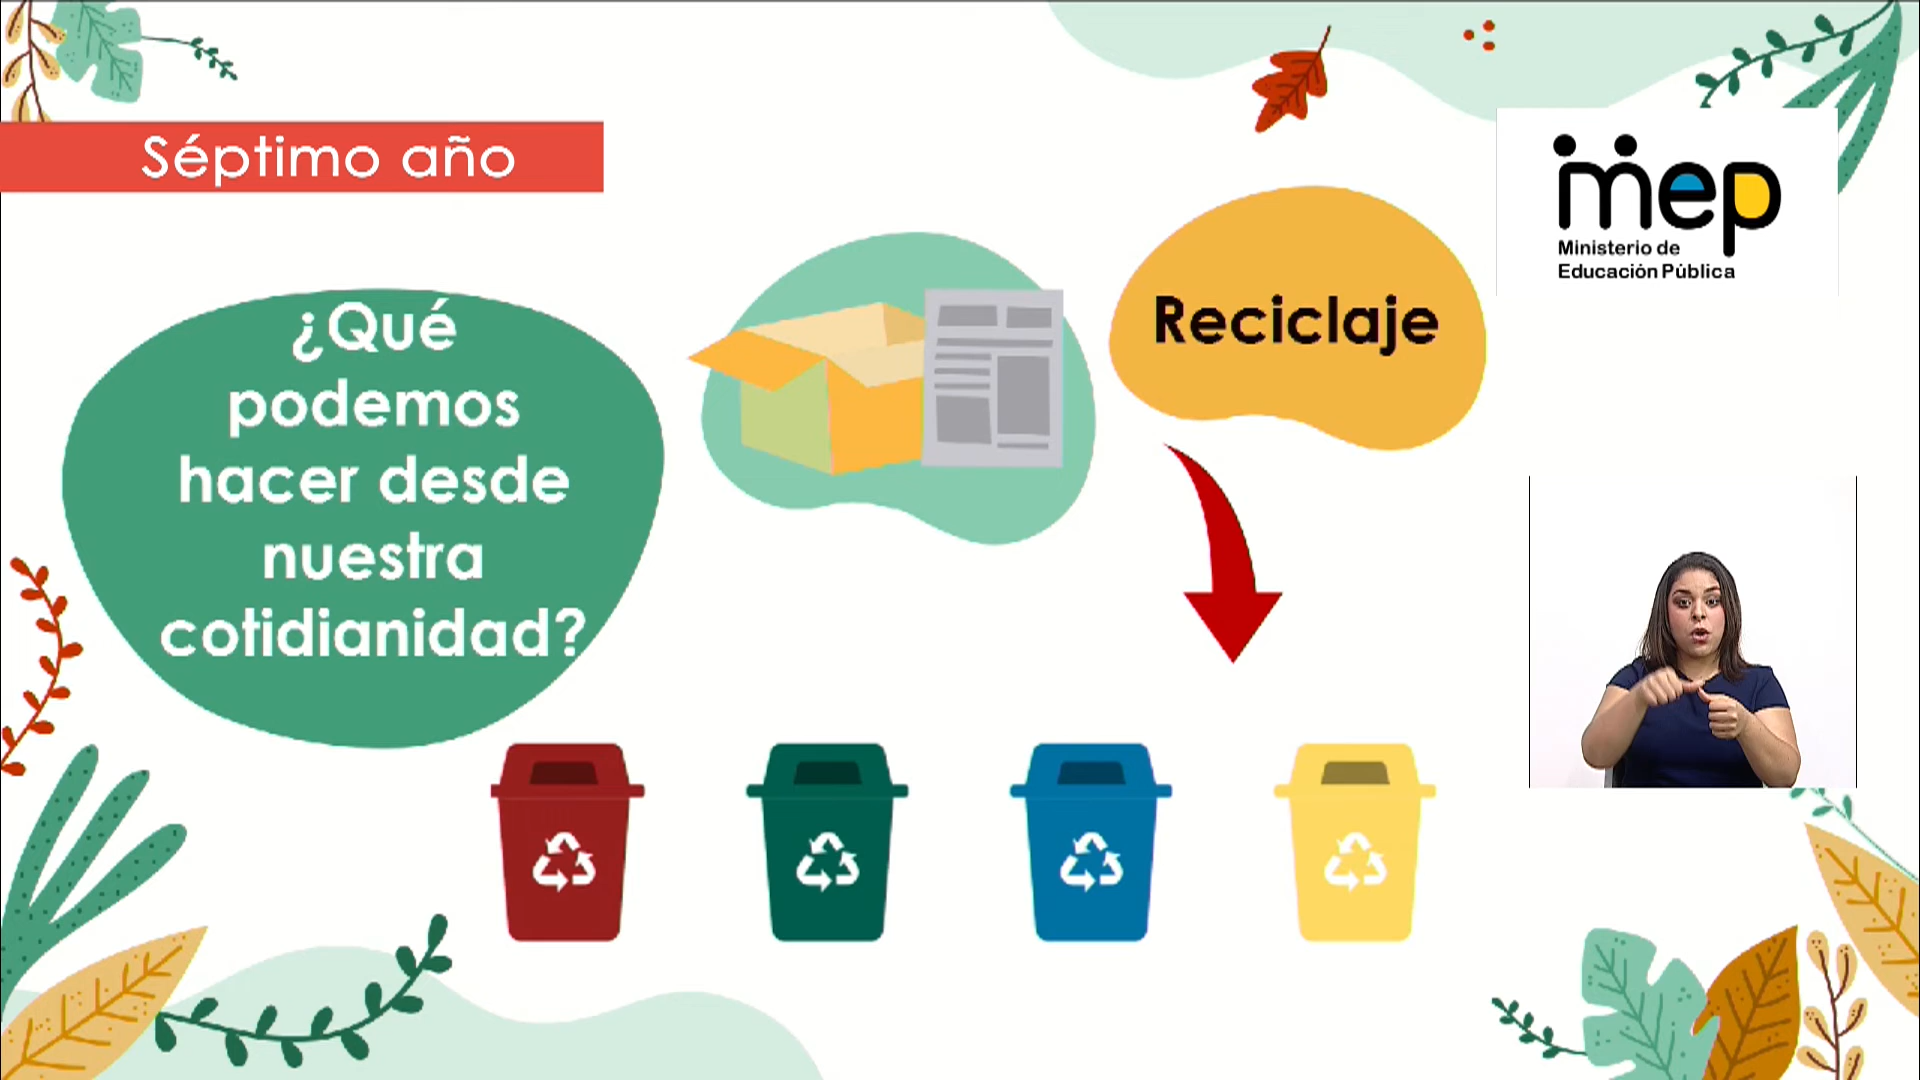 Séptimo año
¿Qué
podemos
hacer desde
nuestra
cotidianidad?
Reciclaje
mep
Ministerio de
Educación Pública